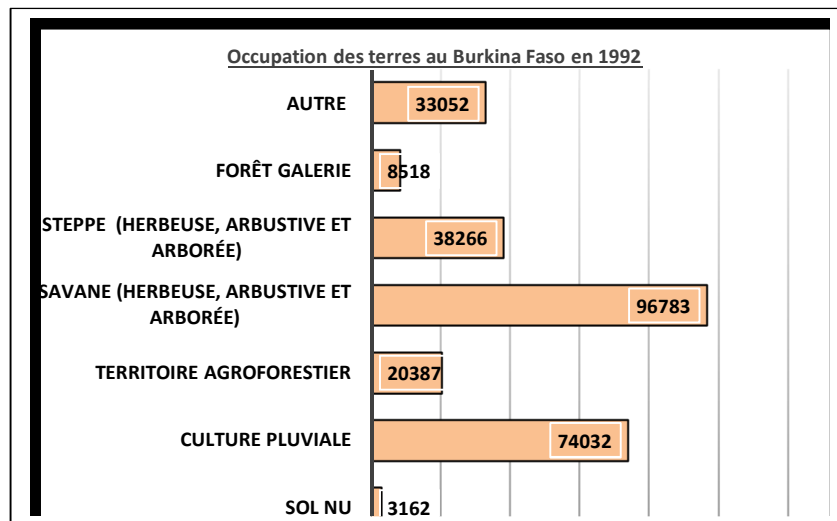 Occupation des terres au Burkina Faso en 1992
AUTRE 33052
FORÊT GALERIE 8518
STEPPE (HERBEUSE, ARBUSTIVE ET
ARBORÉE) 38266
SAVANE (HERBEUSE, ARBUSTIVE ET
ARBORÉE) 96783
TERRITOIRE AGROFORESTIER 20387
CULTURE PLUVIALE 74032
SOL NU 3162